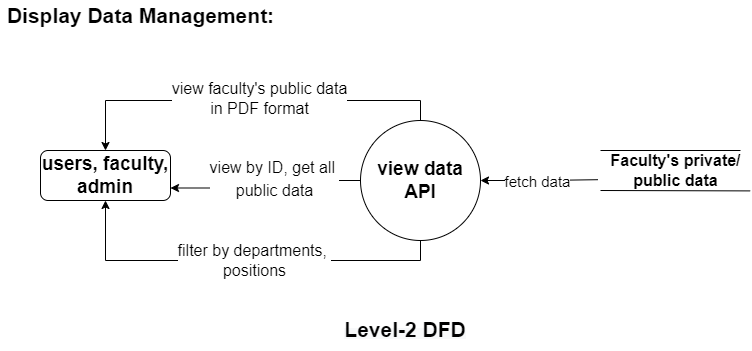 Display Data Management:
view faculty's public data
in PDF format
users, faculty,
admin
view by ID, get all
public data
view data
API
fetch data
Faculty's private/
public data
filter by departments,
positions
Level-2 DFD